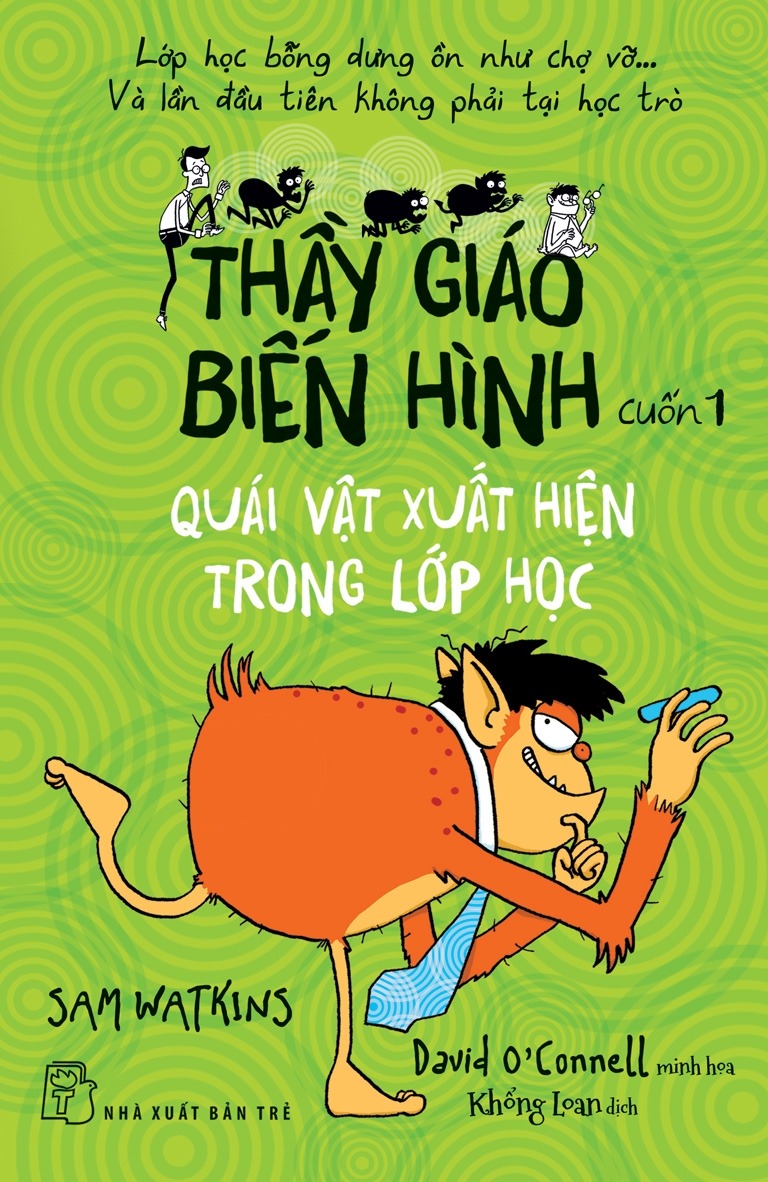 Lớp học bỗng dưng ồn như chợ vỡ...
Và lần đầu tiên không phải tại học trò
THẦY GIÁO
BIẾN HÌNH cuốn 1
QUÁI VẬT XUẤT HIỆN
TRONG LỚP HỌC
SAM WATKINS
David O'Connell minh họa
Khổng Loan dịch
NHÀ XUẤT BẢN TRẺ